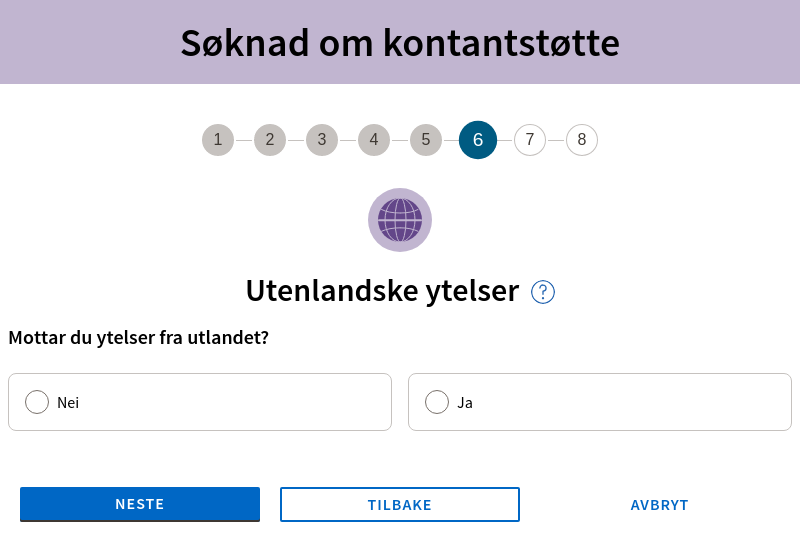 Søknad om kontantstøtte
1 2 3 4 5 6 7 8
Utenlandske ytelser ?
Mottar du ytelser fra utlandet?
Nei Ja
NESTE TILBAKE AVBRYT